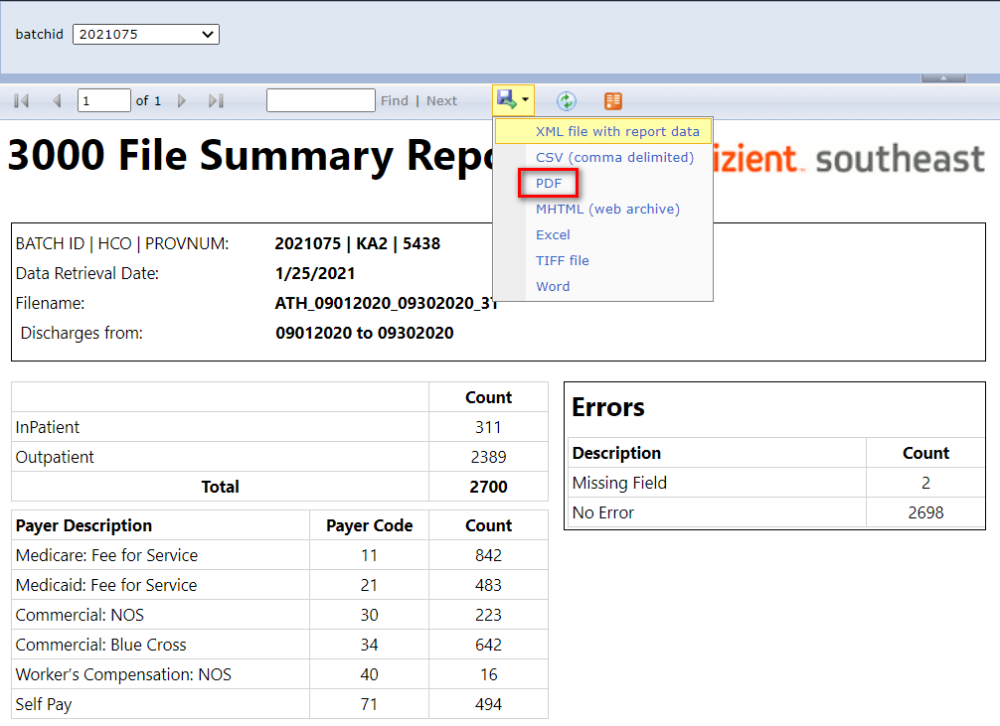 batchid 2021075
1 of 1 Find | Next
XML file with report data
CSV (comma delimited)
PDF
MHTML (web archive)
Excel
TIFF file
Word
3000 File Summary Repo izient southeast
BATCH ID | HCO | PROVNUM: 2021075 | KA2 | 5438
Data Retrieval Date: 1/25/2021
Filename: ATH_09012020_09302020_31
Discharges from: 09012020 to 09302020
Count
InPatient 311
Outpatient 2389
Total 2700
Payer Description Payer Code Count
Medicare: Fee for Service 11 842
Medicaid: Fee for Service 21 483
Commercial: NOS 30 223
Commercial: Blue Cross 34 642
Worker's Compensation: NOS 40 16
Self Pay 71 494
Errors
Description Count
Missing Field 2
No Error 2698